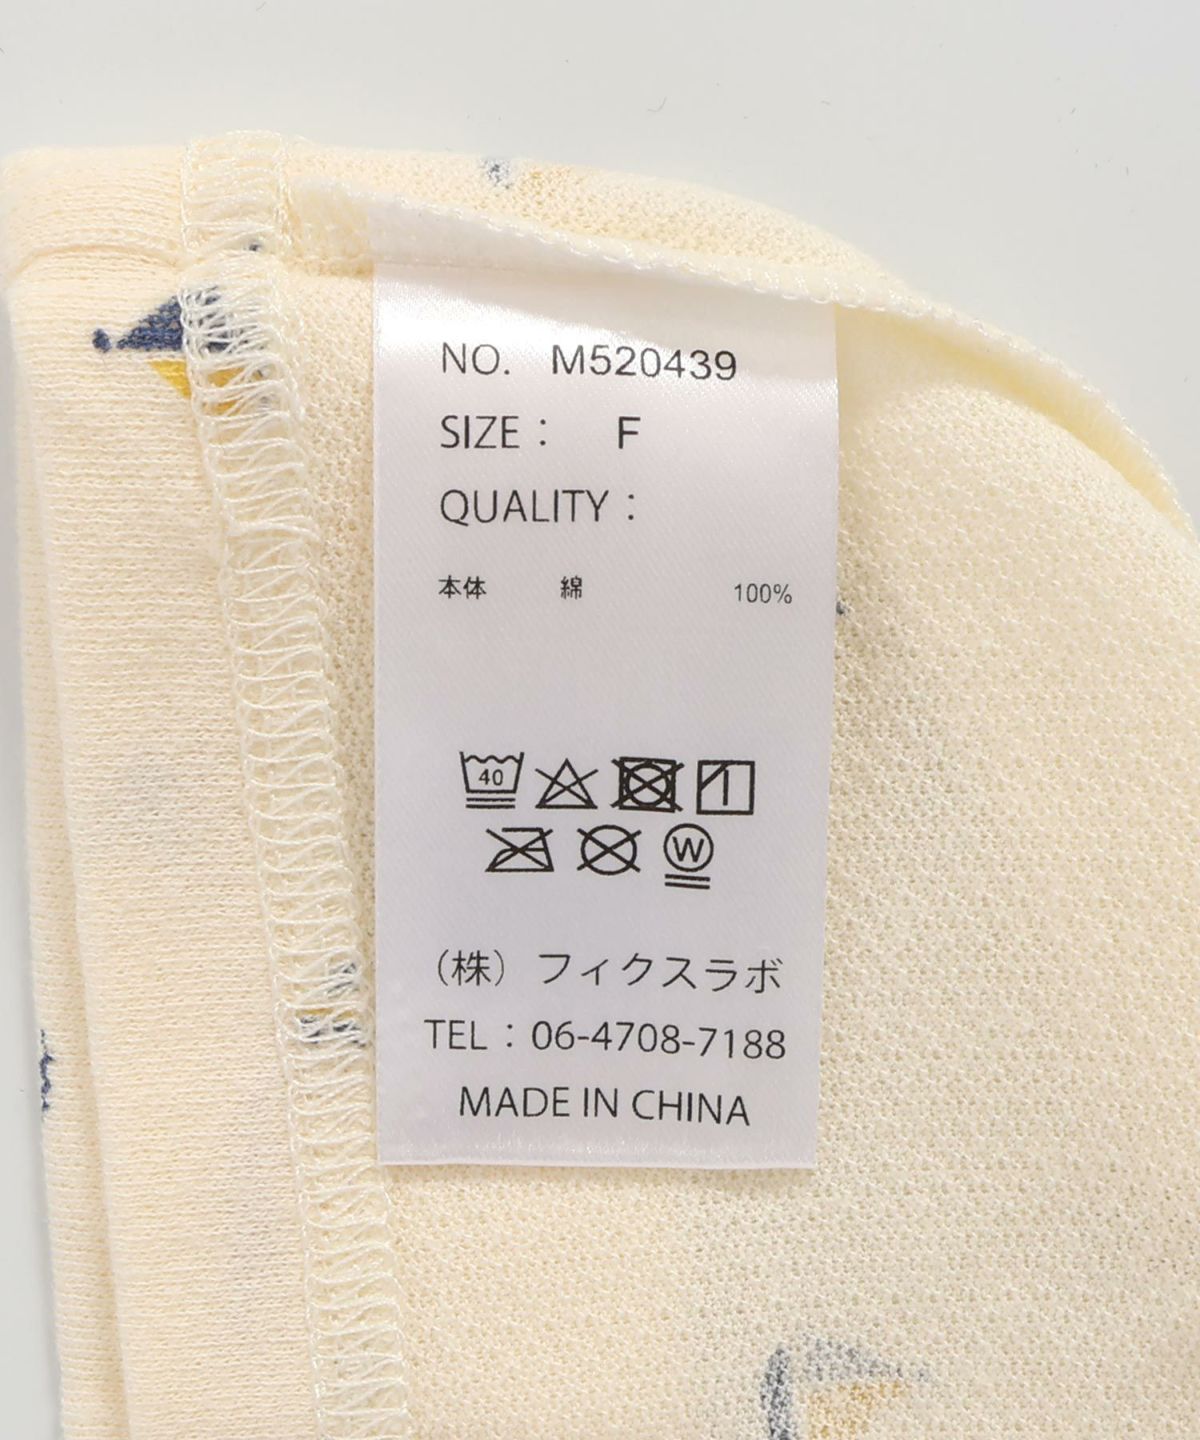 NO. M520439
SIZE： F
QUALITY：
本体 綿 100%
40
W
（株）フィクスラボ
TEL：06-4708-7188
MADE IN CHINA